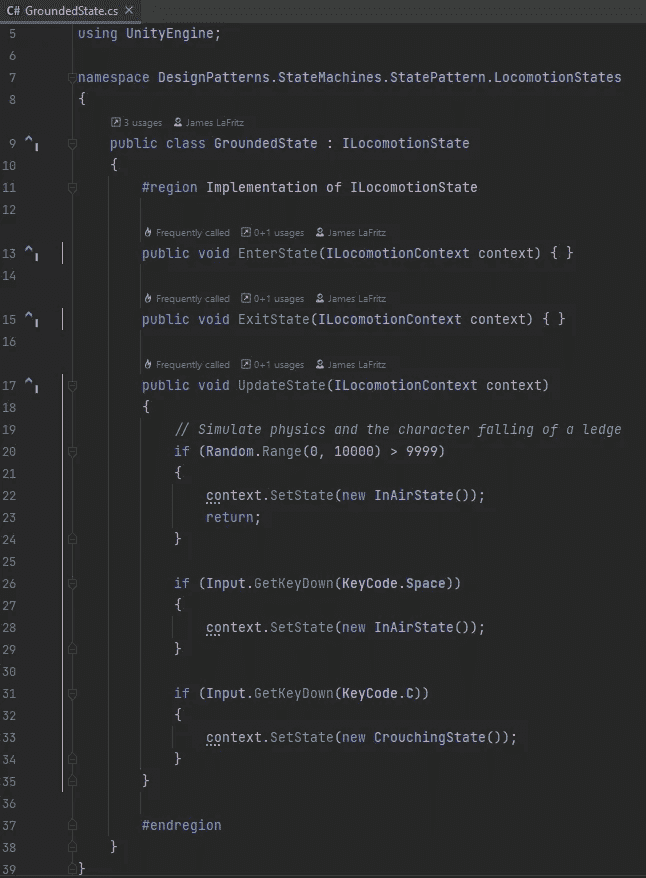 C# GroundedState.cs ×
5 using UnityEngine;
6
7 namespace DesignPatterns.StateMachines.StatePattern.LocomotionStates
8 {
3 usages James LaFritz
9 public class GroundedState : ILocomotionState
10 {
11 #region Implementation of ILocomotionState
12
Frequently called 0+1 usages James LaFritz
13 public void EnterState(ILocomotionContext context) { }
14
Frequently called 0+1 usages James LaFritz
15 public void ExitState(ILocomotionContext context) { }
16
Frequently called 0+1 usages James LaFritz
17 public void UpdateState(ILocomotionContext context)
18 {
19 // Simulate physics and the character falling of a ledge
20 if (Random.Range(0, 10000) > 9999)
21 {
22 context.SetState(new InAirState());
23 return;
24 }
25
26 if (Input.GetKeyDown(KeyCode.Space))
27 {
28 context.SetState(new InAirState());
29 }
30
31 if (Input.GetKeyDown(KeyCode.C))
32 {
33 context.SetState(new CrouchingState());
34 }
35 }
36
37 #endregion
38 }
39 }